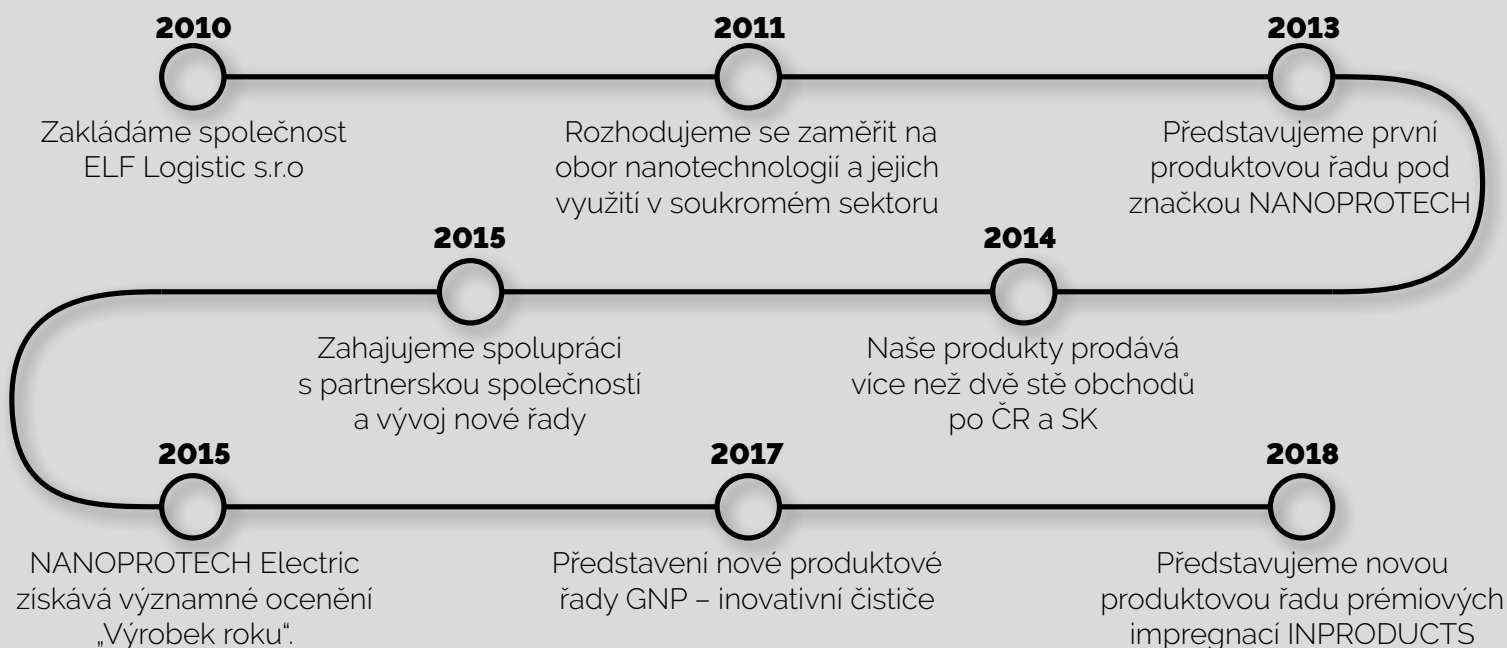 2010
Zakládáme společnost
ELF Logistic s.r.o
2011
Rozhodujeme se zaměřit na
obor nanotechnologií a jejich
využití v soukromém sektoru
2013
Představujeme první
produktovou řadu pod
značkou NANOPROTECH
2014
Naše produkty prodává
více než dvě stě obchodů
po ČR a SK
2015
Zahajujeme spolupráci
s partnerskou společností
a vývoj nové řady
2015
NANOPROTECH Electric
získává významné ocenění
„Výrobek roku“.
2017
Představení nové produktové
řady GNP – inovativní čističe
2018
Představujeme novou
produktovou řadu prémiových
impregnací INPRODUCTS